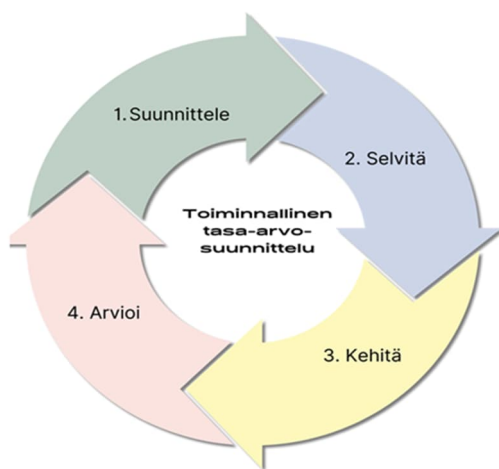 1. Suunnittele
2. Selvitä
Toiminnallinen
tasa-arvo-
suunnittelu
3. Kehitä
4. Arvioi